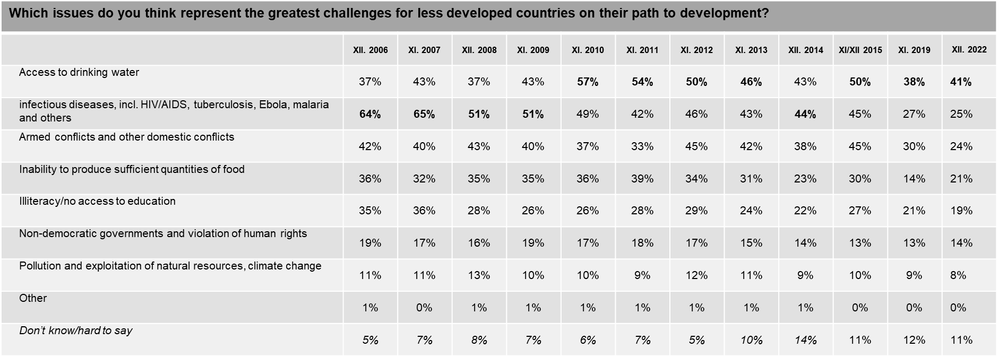 Which issues do you think represent the greatest challenges for less developed countries on their path to development?
XII. 2006 XI. 2007 XII. 2008 XI. 2009 XI. 2010 XI. 2011 XI. 2012 XI. 2013 XII. 2014 XI/XII 2015 XI. 2019 XII. 2022
Access to drinking water
37% 43% 37% 43% 57% 54% 50% 46% 43% 50% 38% 41%
infectious diseases, incl. HIV/AIDS, tuberculosis, Ebola, malaria
and others
64% 65% 51% 51% 49% 42% 46% 43% 44% 45% 27% 25%
Armed conflicts and other domestic conflicts
42% 40% 43% 40% 37% 33% 45% 42% 38% 45% 30% 24%
Inability to produce sufficient quantities of food
36% 32% 35% 35% 36% 39% 34% 31% 23% 30% 14% 21%
Illiteracy/no access to education
35% 36% 28% 26% 26% 28% 29% 24% 22% 27% 21% 19%
Non-democratic governments and violation of human rights
19% 17% 16% 19% 17% 18% 17% 15% 14% 13% 13% 14%
Pollution and exploitation of natural resources, climate change
11% 11% 13% 10% 10% 9% 12% 11% 9% 10% 9% 8%
Other
1% 0% 1% 1% 1% 1% 1% 1% 1% 0% 0% 0%
Don't know/hard to say
5% 7% 8% 7% 6% 7% 5% 10% 14% 11% 12% 11%